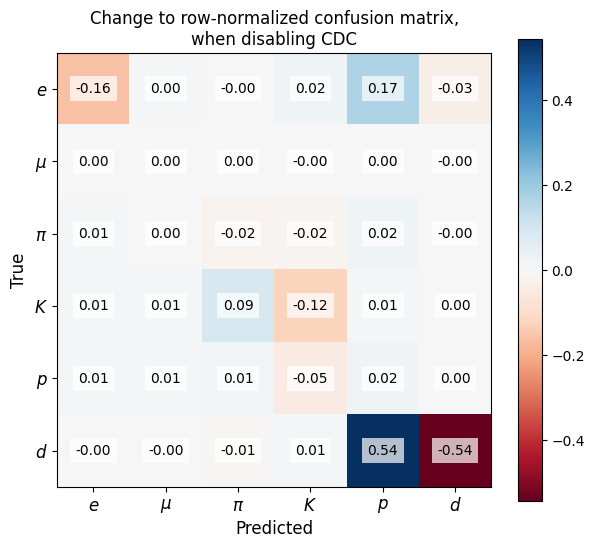 Change to row-normalized confusion matrix,
when disabling CDC
e -0.16 0.00 -0.00 0.02 0.17 -0.03
μ 0.00 0.00 0.00 -0.00 0.00 -0.00
π 0.01 0.00 -0.02 -0.02 0.02 -0.00
K 0.01 0.01 0.09 -0.12 0.01 0.00
p 0.01 0.01 0.01 -0.05 0.02 0.00
d -0.00 -0.00 -0.01 0.01 0.54 -0.54
e μ π K p d
Predicted
True
0.4
0.2
0.0
−0.2
−0.4